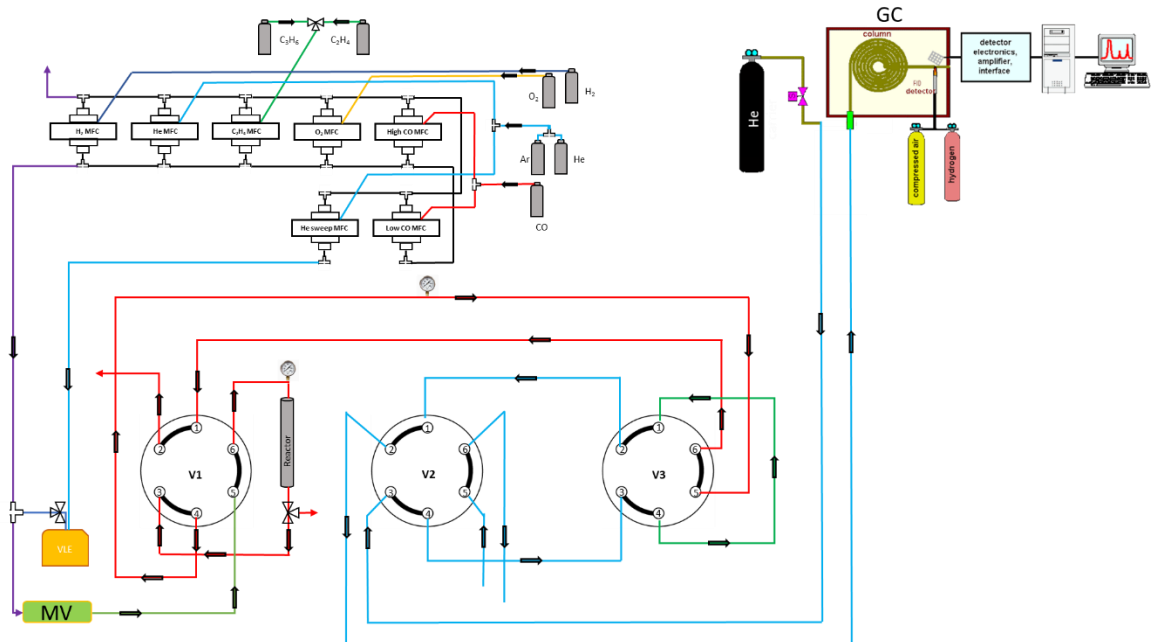 GC
column
FID
detector
detector
electronics,
amplifier,
interface
He
compressed air
hydrogen
C₃H₆
C₂H₄
O₂
H₂
H₂ MFC
He MFC
O₂ MFC
High CO MFC
Ar
He
He sweep MFC
Low CO MFC
CO
Reactor
1
2
3
4
5
6
V1
1
2
3
4
5
6
V2
1
2
3
4
5
6
V3
VLE
MV